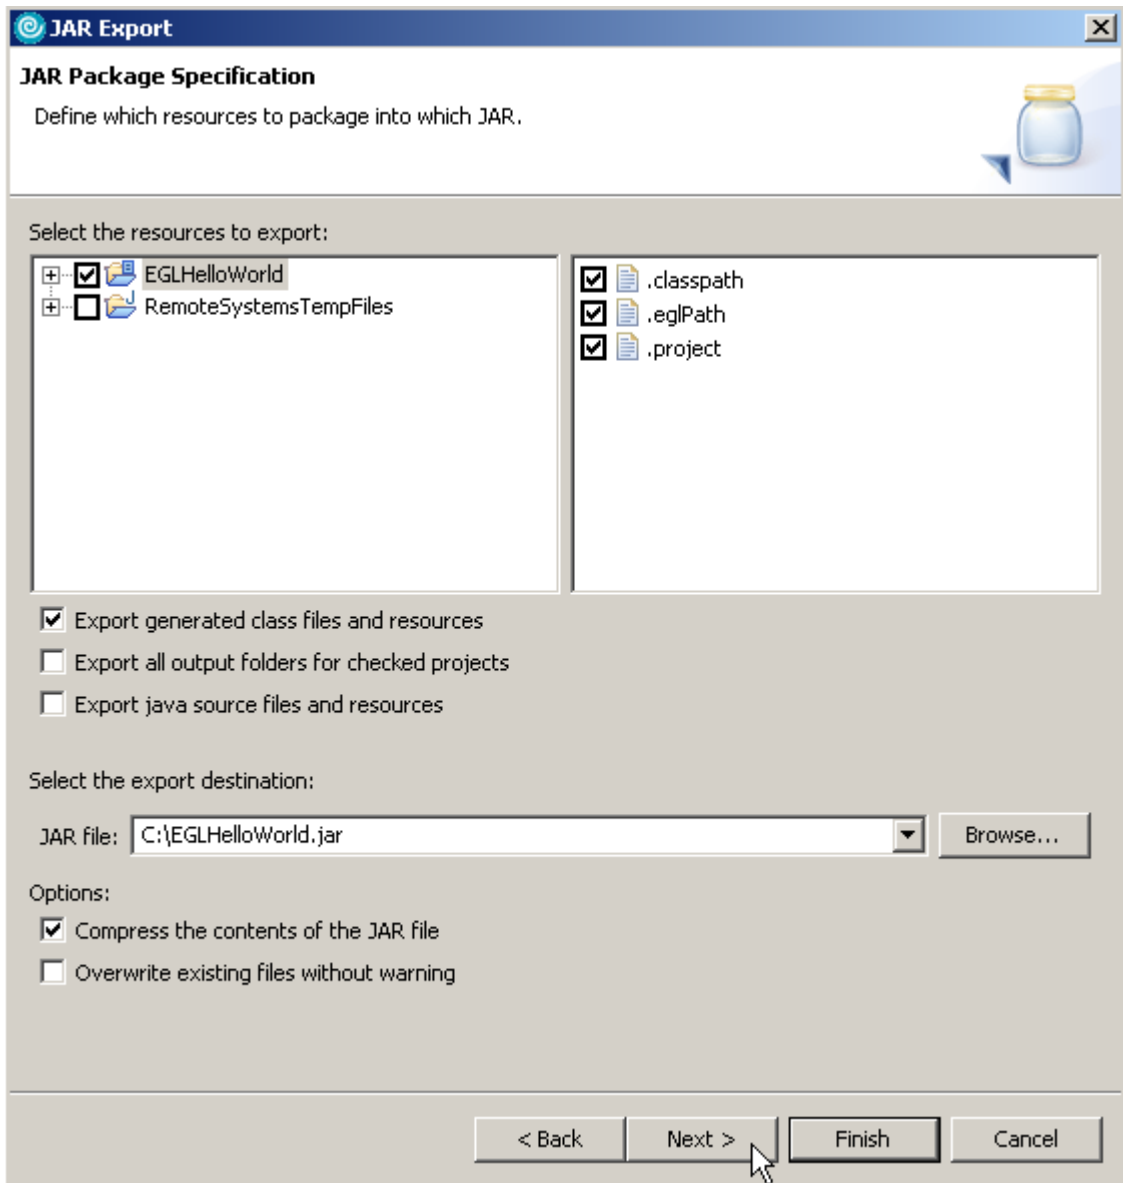 JAR Export
JAR Package Specification
Define which resources to package into which JAR.
Select the resources to export:
EGLHelloWorld
RemoteSystemsTempFiles
.classpath
.eglPath
.project
Export generated class files and resources
Export all output folders for checked projects
Export java source files and resources
Select the export destination:
JAR file: C:\EGLHelloWorld.jar Browse...
Options:
Compress the contents of the JAR file
Overwrite existing files without warning
< Back Next > Finish Cancel